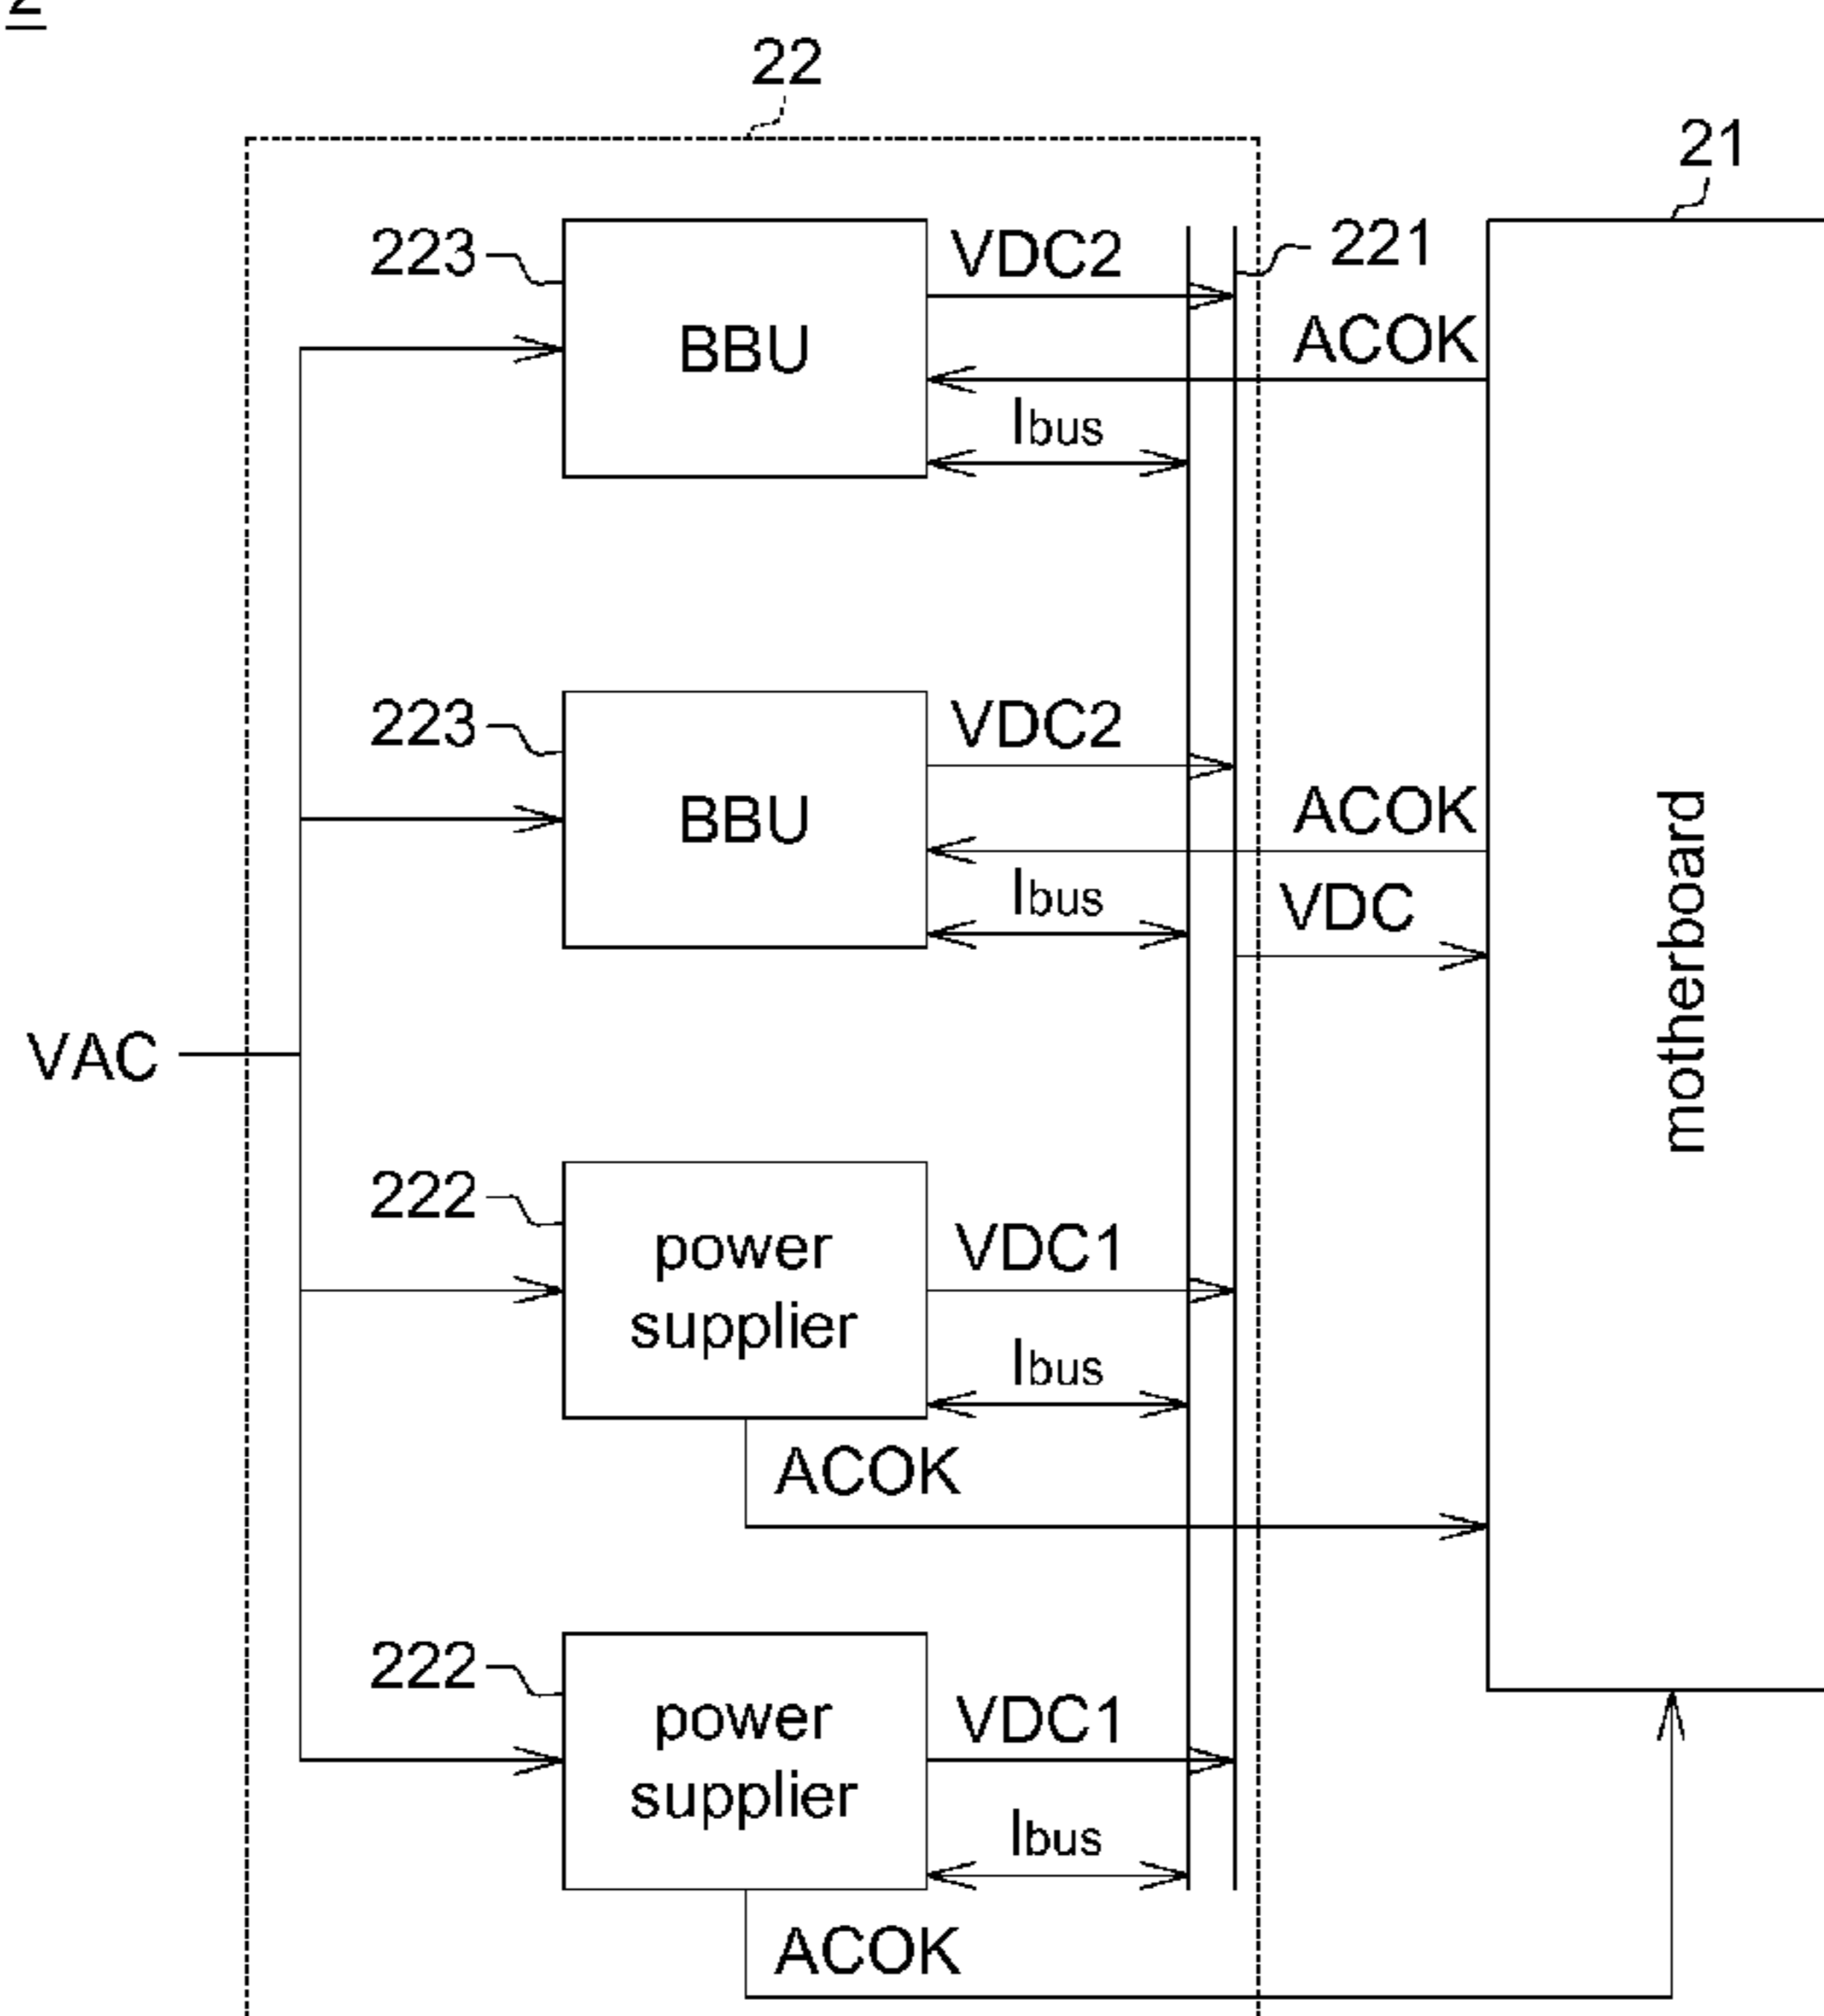 2
22
21
223
VDC2
221
BBU
ACOK
Ibus
223
VDC2
BBU
ACOK
Ibus
VDC
motherboard
VAC
222
power
supplier
VDC1
Ibus
ACOK
222
power
supplier
VDC1
Ibus
ACOK